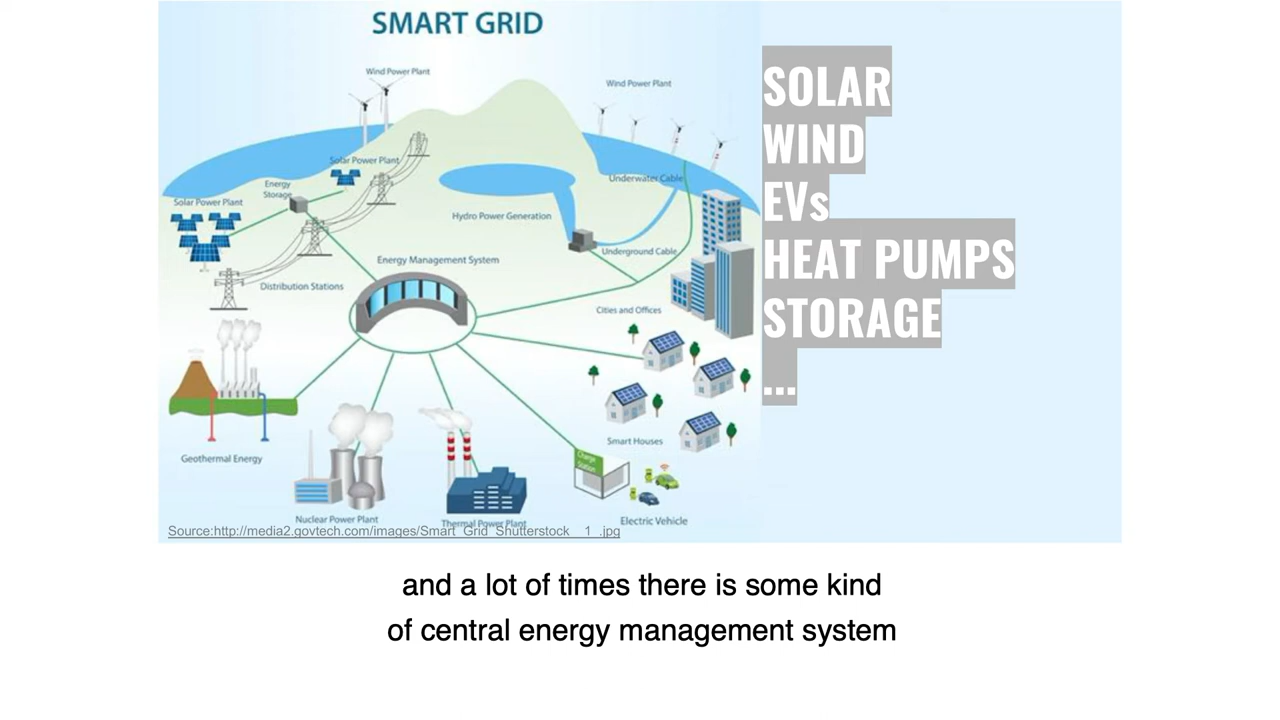 SMART GRID
Wind Power Plant
Wind Power Plant
Solar Power Plant
Underwater Cable
Energy
Storage
Solar Power Plant
Hydro Power Generation
Underground Cable
Energy Management System
Distribution Stations
Cities and Offices
Smart Houses
Geothermal Energy
Charge
Station
Nuclear Power Plant
Thermal Power Plant
Electric Vehicle
Source:http://media2.govtech.com/images/Smart_Grid_Shutterstock__1_.jpg
SOLAR
WIND
EVs
HEAT PUMPS
STORAGE
...
and a lot of times there is some kind
of central energy management system